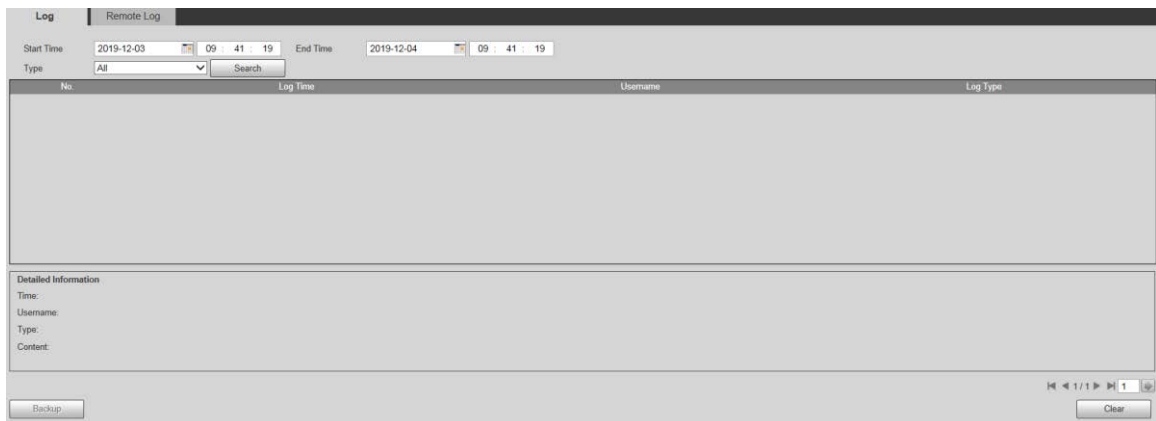 Log Remote Log
Start Time 2019-12-03 09 : 41 : 19 End Time 2019-12-04 09 : 41 : 19
Type All Search
No. Log Time Username Log Type
Detailed Information
Time:
Username:
Type:
Content:
1 / 1 1
Backup Clear